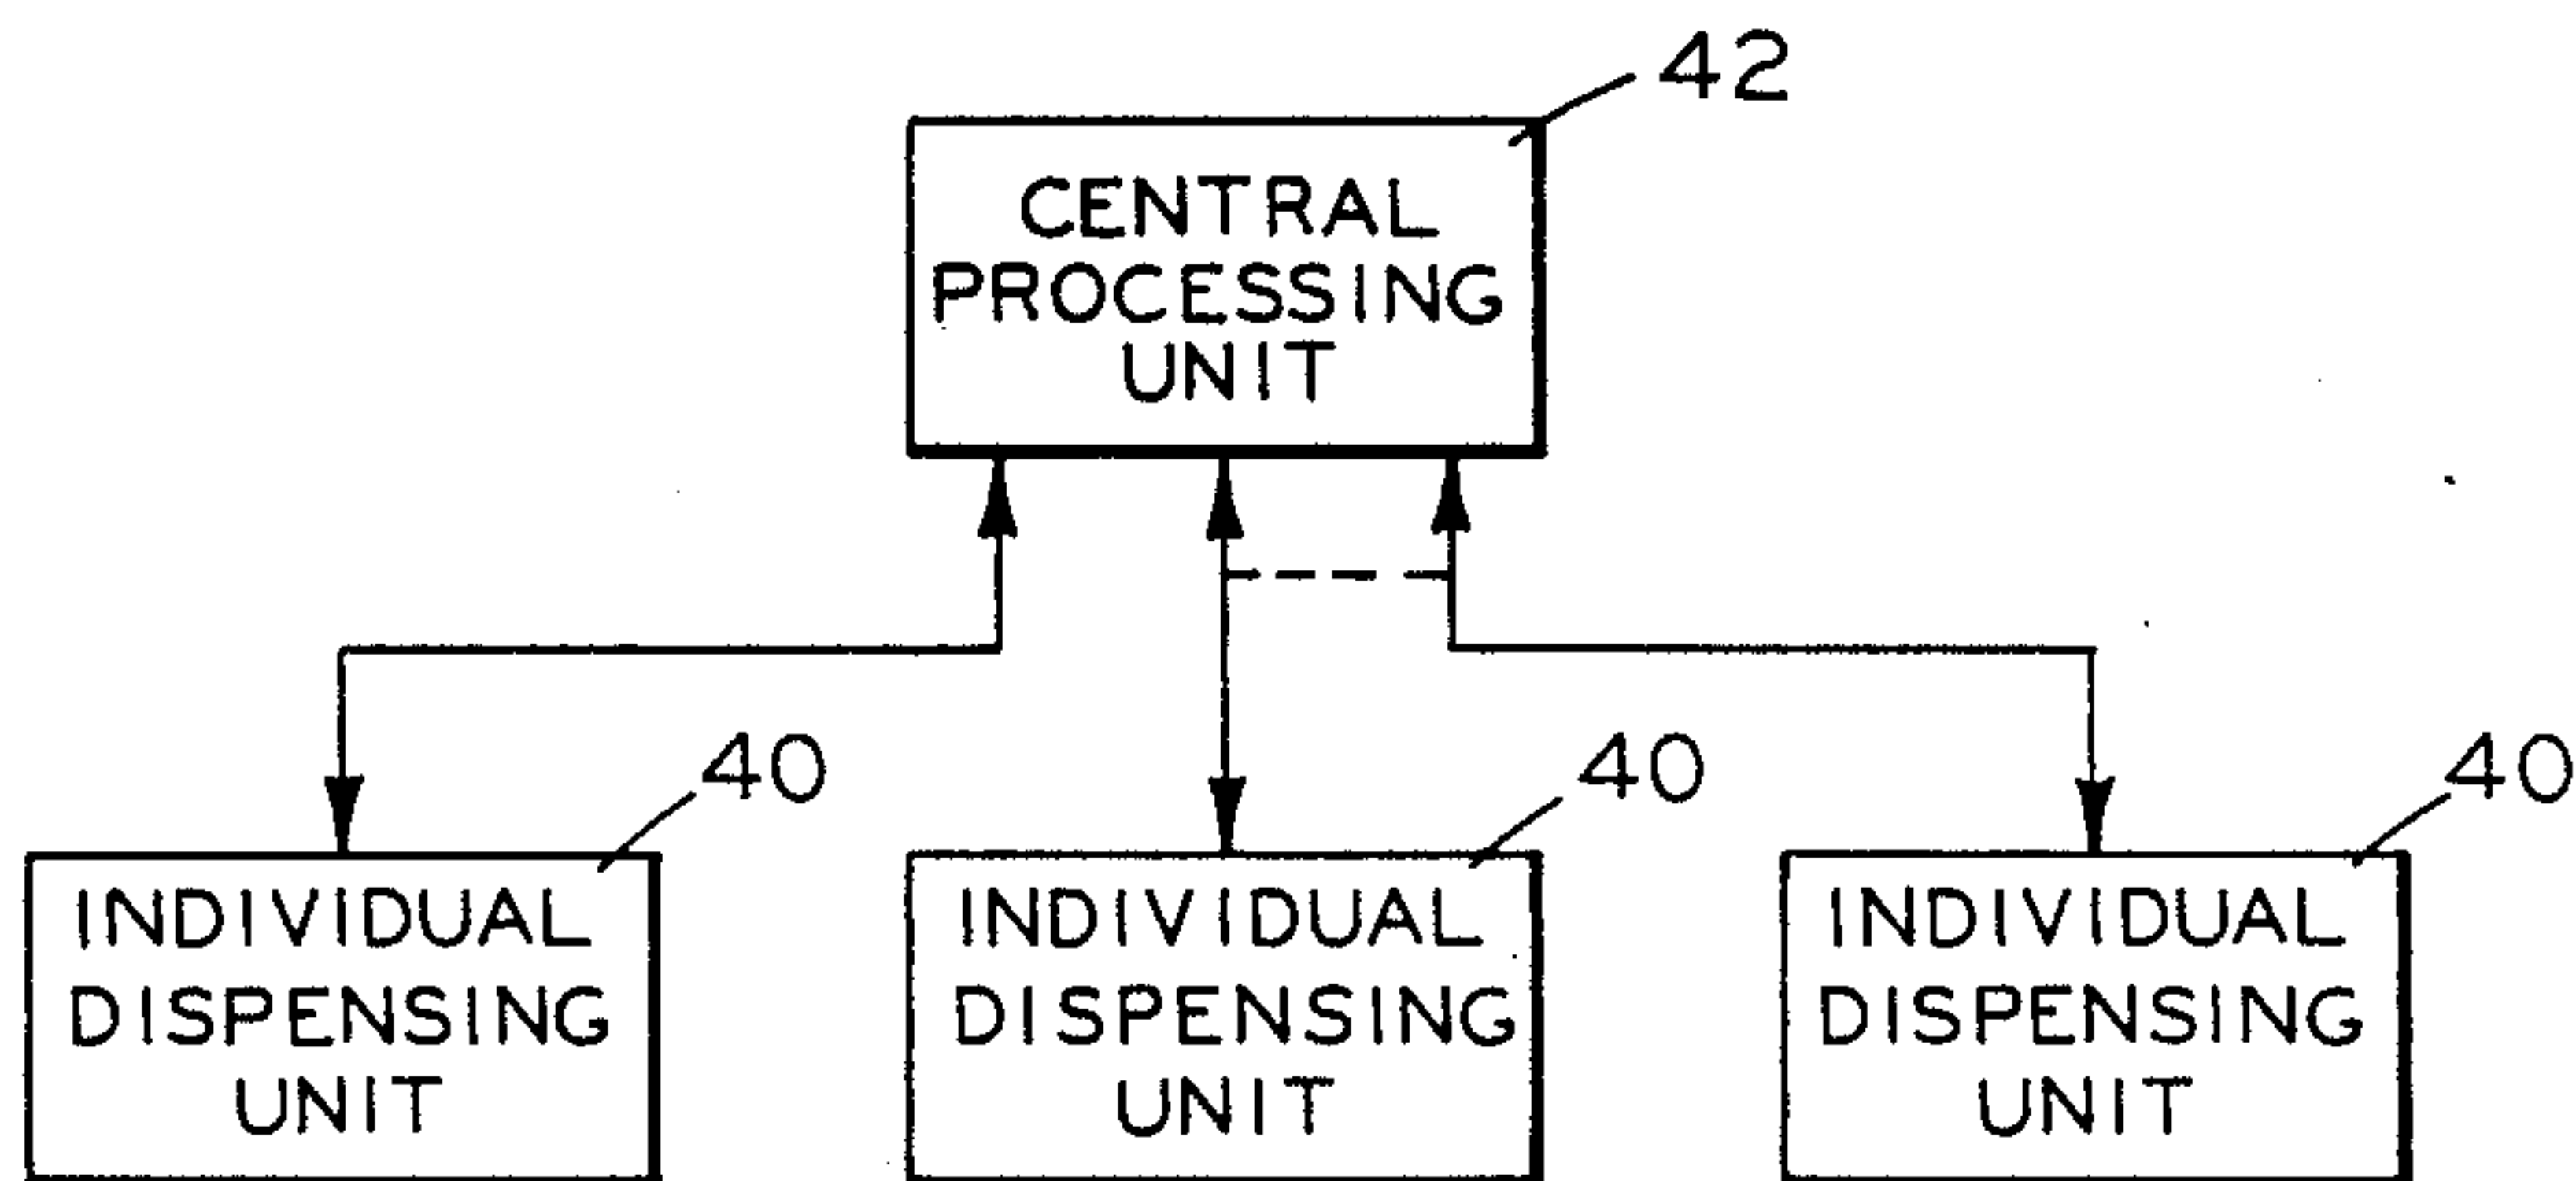 42
CENTRAL
PROCESSING
UNIT
40
40
40
INDIVIDUAL
DISPENSING
UNIT
INDIVIDUAL
DISPENSING
UNIT
INDIVIDUAL
DISPENSING
UNIT